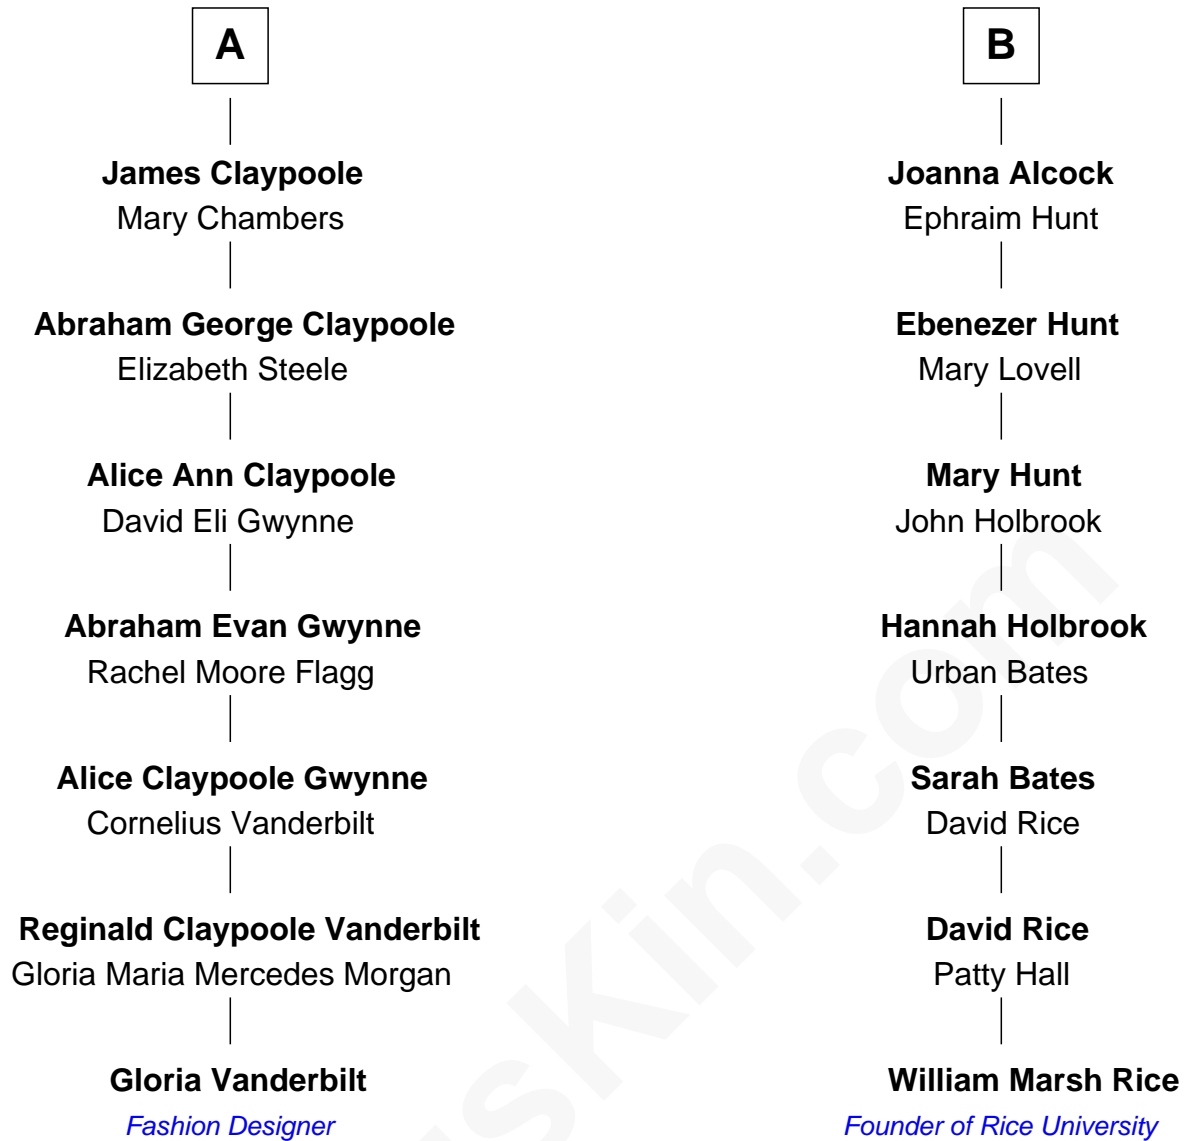 A
James Claypoole
Mary Chambers
Abraham George Claypoole
Elizabeth Steele
Alice Ann Claypoole
David Eli Gwynne
Abraham Evan Gwynne
Rachel Moore Flagg
Alice Claypoole Gwynne
Cornelius Vanderbilt
Reginald Claypoole Vanderbilt
Gloria Maria Mercedes Morgan
Gloria Vanderbilt
Fashion Designer
B
Joanna Alcock
Ephraim Hunt
Ebenezer Hunt
Mary Lovell
Mary Hunt
John Holbrook
Hannah Holbrook
Urban Bates
Sarah Bates
David Rice
David Rice
Patty Hall
William Marsh Rice
Founder of Rice University
sKin.com